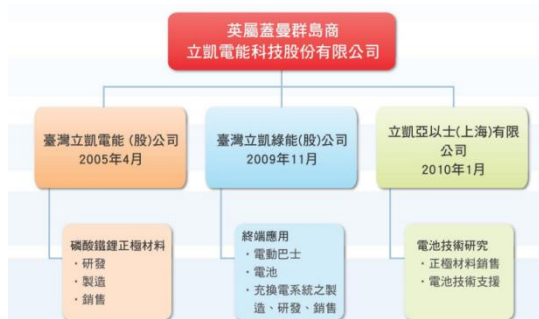 英屬蓋曼群島商
立凱電能科技股份有限公司
臺灣立凱電能 (股)公司
2005年4月
臺灣立凱綠能(股)公司
2009年11月
立凱亞以士(上海)有限
公司
2010年1月
磷酸鐵鋰正極材料
・研發
・製造
・銷售
終端應用
・電動巴士
・電池
・充換電系統之製
造、研發、銷售
電池技術研究
・正極材料銷售
・電池技術支援